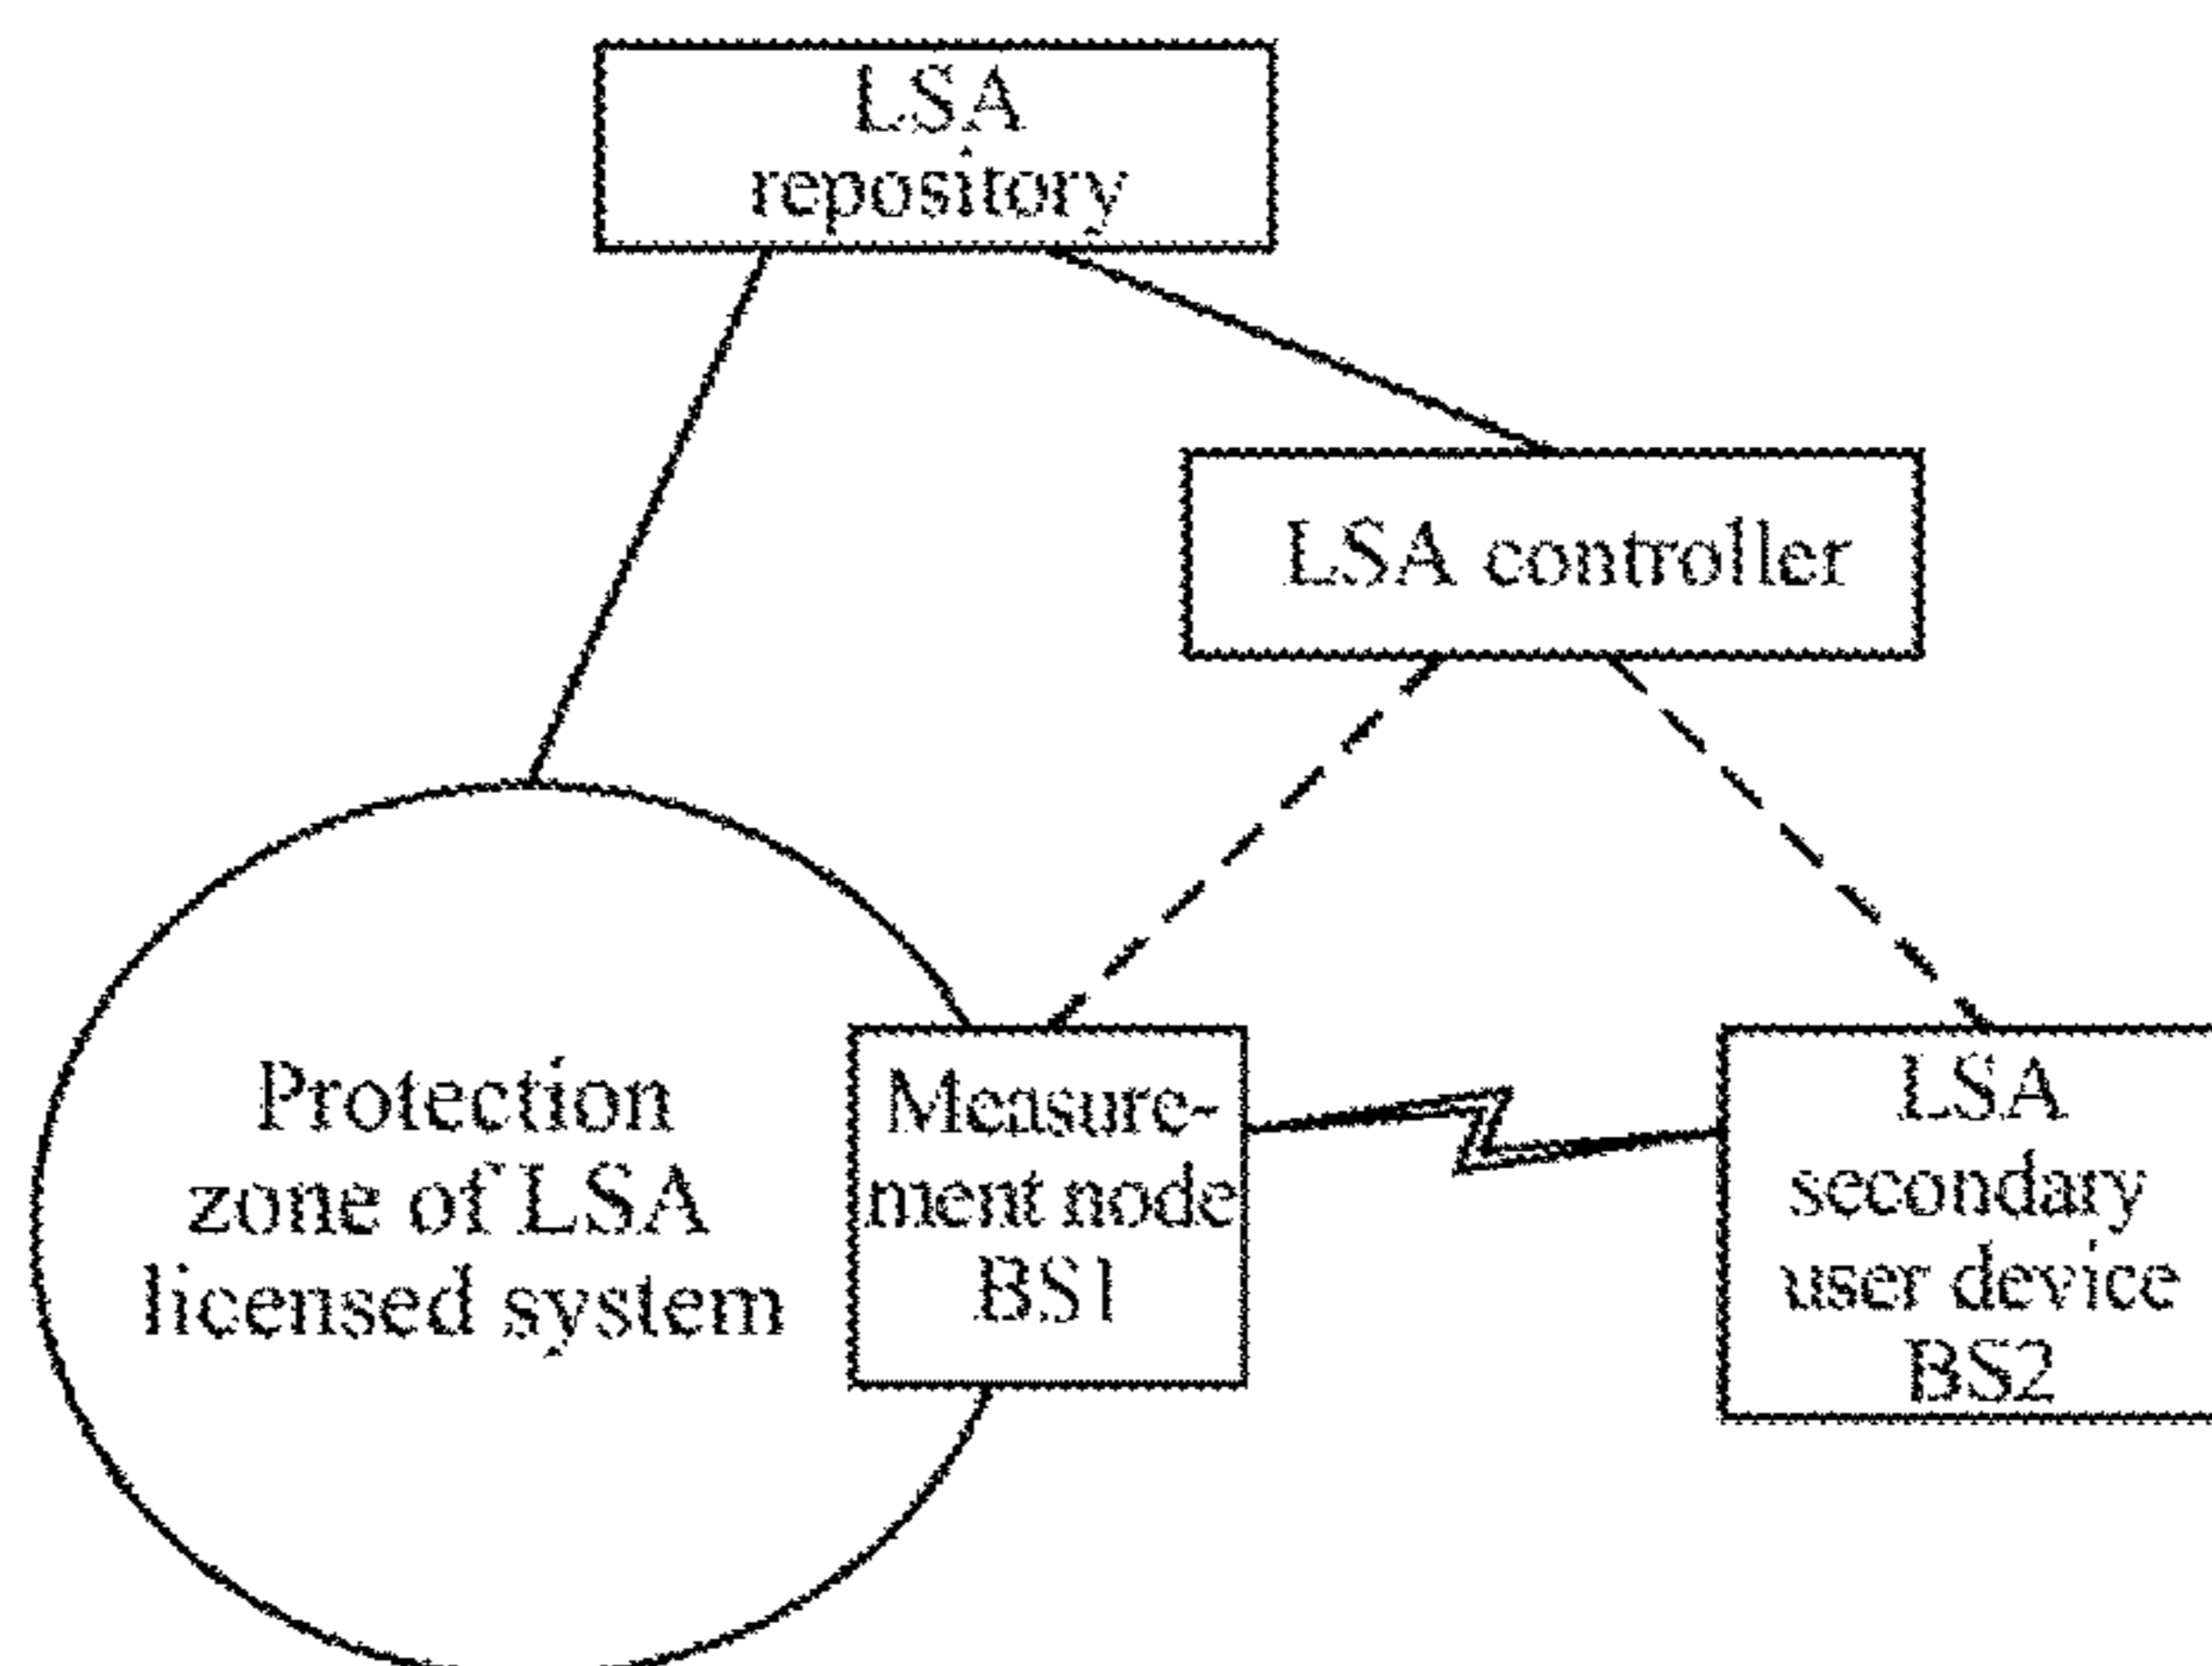 LSA
repository
LSA controller
Protection
zone of LSA
licensed system
Measure-
ment node
BS1
LSA
secondary
user device
BS2